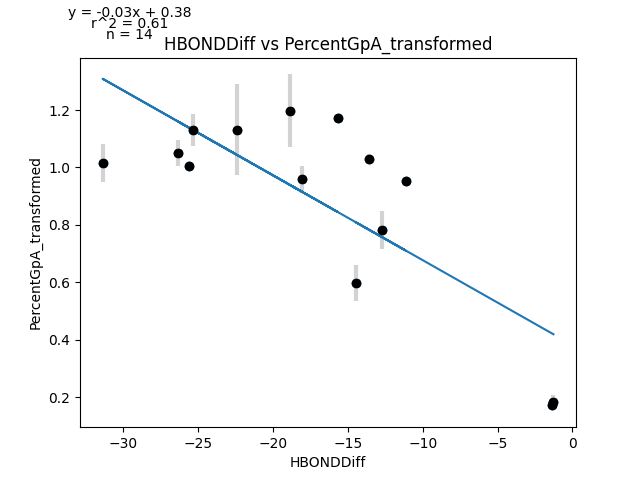 y = -0.03x + 0.38
r^2 = 0.61
n = 14
HBONDDiff vs PercentGpA_transformed
PercentGpA_transformed
1.2
1.0
0.8
0.6
0.4
0.2
−30
−25
−20
−15
−10
−5
0
HBONDDiff